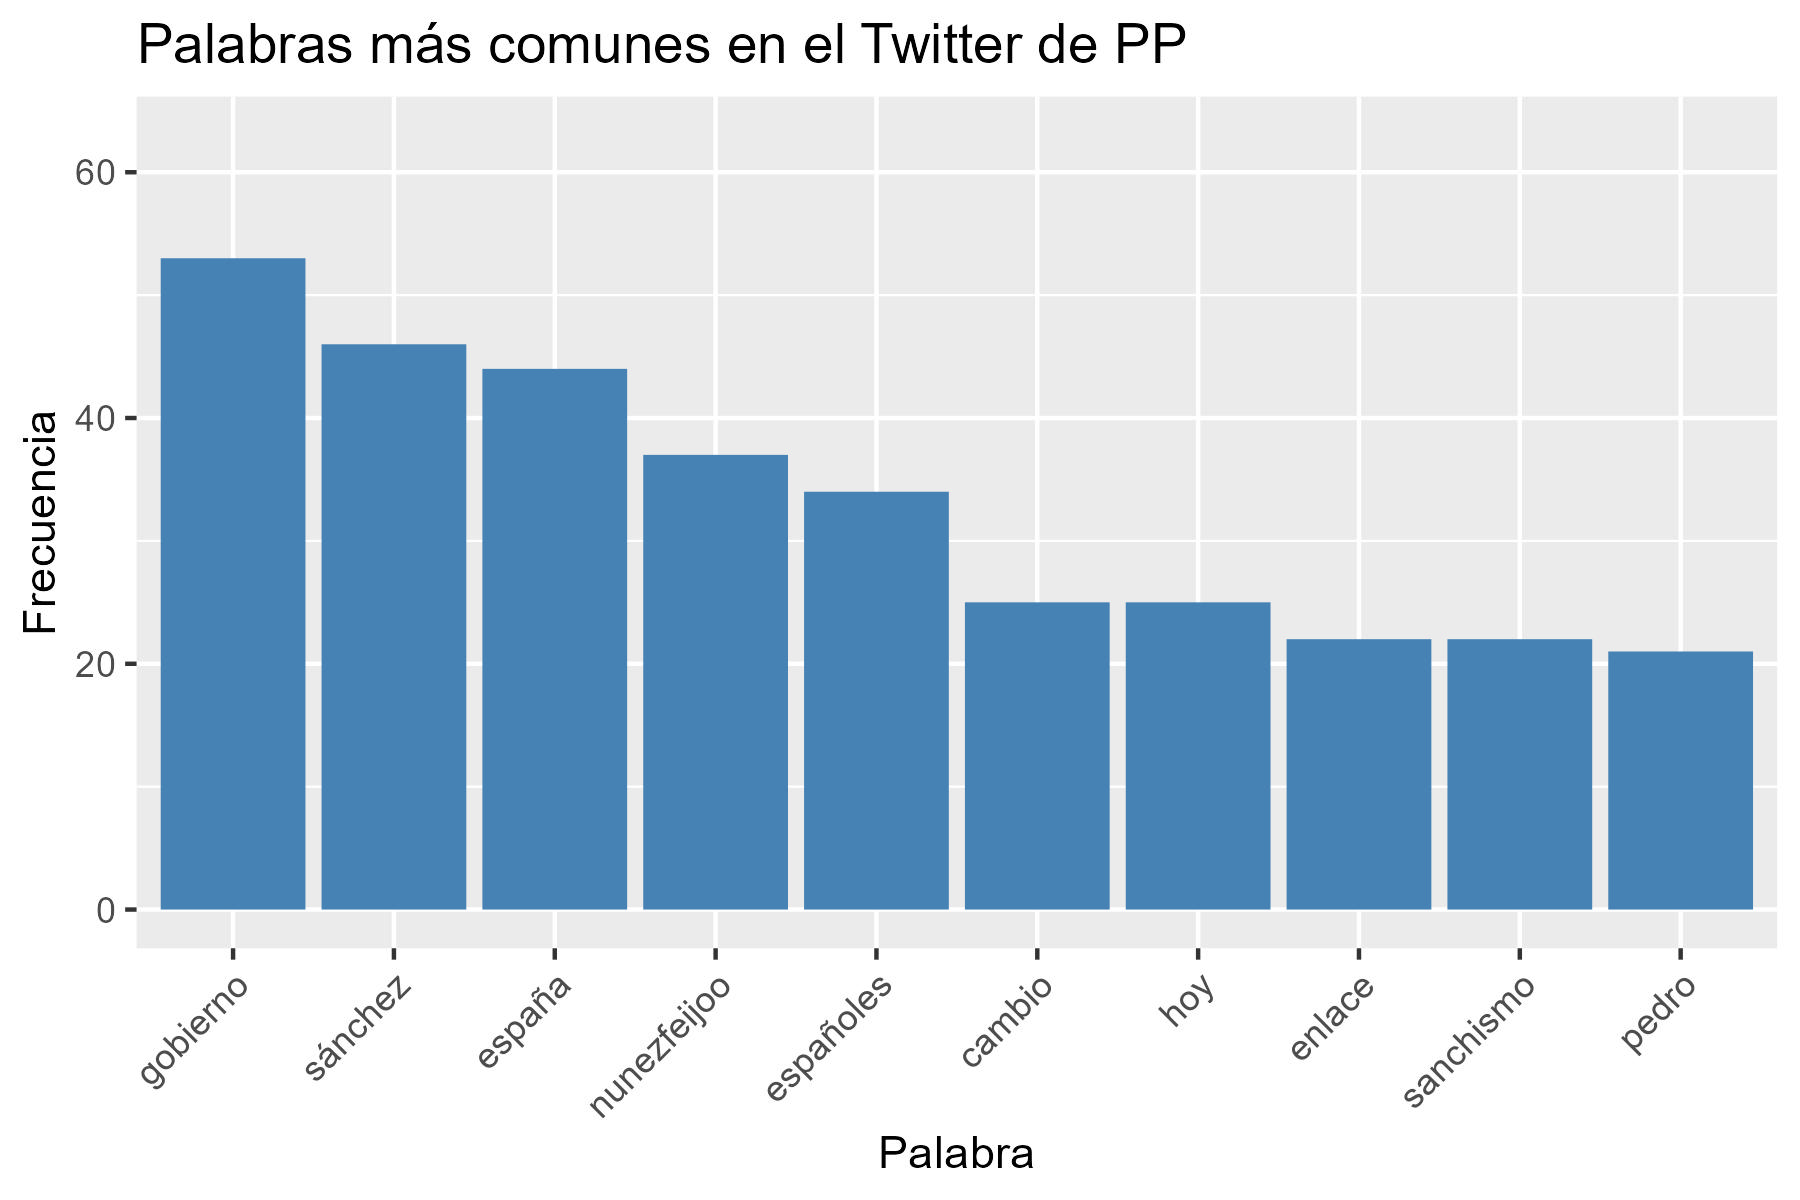 Palabras más comunes en el Twitter de PP
60
40
20
0
Frecuencia
gobierno
sánchez
españa
nunezfeijoo
españoles
cambio
hoy
enlace
sanchismo
pedro
Palabra